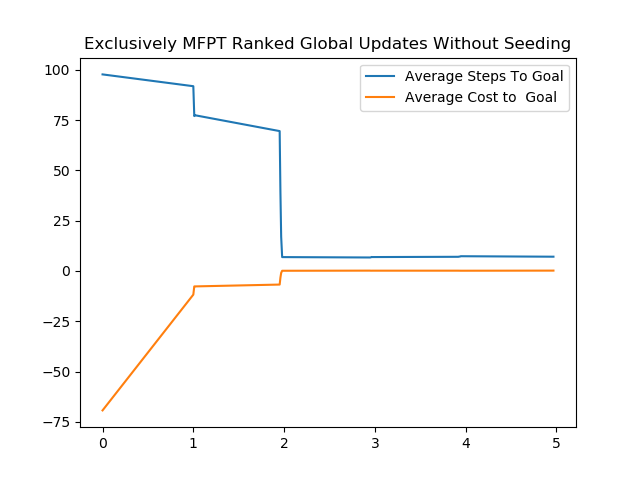 Exclusively MFPT Ranked Global Updates Without Seeding
Average Steps To Goal
Average Cost to  Goal
100
75
50
25
0
−25
−50
−75
0 1 2 3 4 5